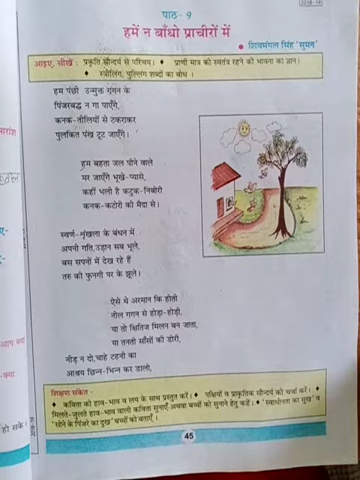 पाठ- 9
हमें न बाँधो प्राचीरों में
● शिवमंगल सिंह 'सुमन'
आइए, सीखें : प्रकृति सौन्दर्य से परिचय। ♦ प्राणी मात्र की स्वतंत्र रहने की भावना का ज्ञान।
♦ स्त्रीलिंग, पुल्लिंग शब्दों का बोध।
हम पंछी उन्मुक्त गगन के
पिंजरबद्ध न गा पाएँगे,
कनक-तीलियों से टकराकर
पुलकित पंख टूट जाएँगे।
हम बहता जल पीने वाले
मर जाएँगे भूखे-प्यासे,
कहीं भली है कटुक-निबोरी
कनक-कटोरी की मैदा से।
स्वर्ण-शृंखला के बंधन में
अपनी गति, उड़ान सब भूले,
बस सपनों में देख रहे हैं
तरु की फुनगी पर के झूले।
ऐसे थे अरमान कि होती
नील गगन से होड़ा-होड़ी,
या तो क्षितिज मिलन बन जाता,
या तनती साँसों की डोरी,
नीड़ न दो, चाहे टहनी का
आश्रय छिन्न-भिन्न कर डालो,
शिक्षण संकेत -
♦ कविता को हाव-भाव व लय के साथ प्रस्तुत करें। ♦ पक्षियों व प्राकृतिक सौन्दर्य की चर्चा करें। ♦
मिलते-जुलते हाव-भाव वाली कविता सुनाएँ अथवा बच्चों को सुनाने हेतु कहें। ♦ 'स्वाधीनता का सुख' व
'सोने के पिंजरे का दुख' बच्चों को बताएँ।
45